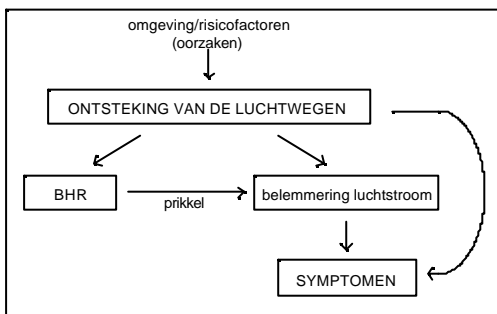 omgeving/risicofactoren
(oorzaken)
ONTSTEKING VAN DE LUCHTWEGEN
BHR
prikkel
belemmering luchtstroom
SYMPTOMEN